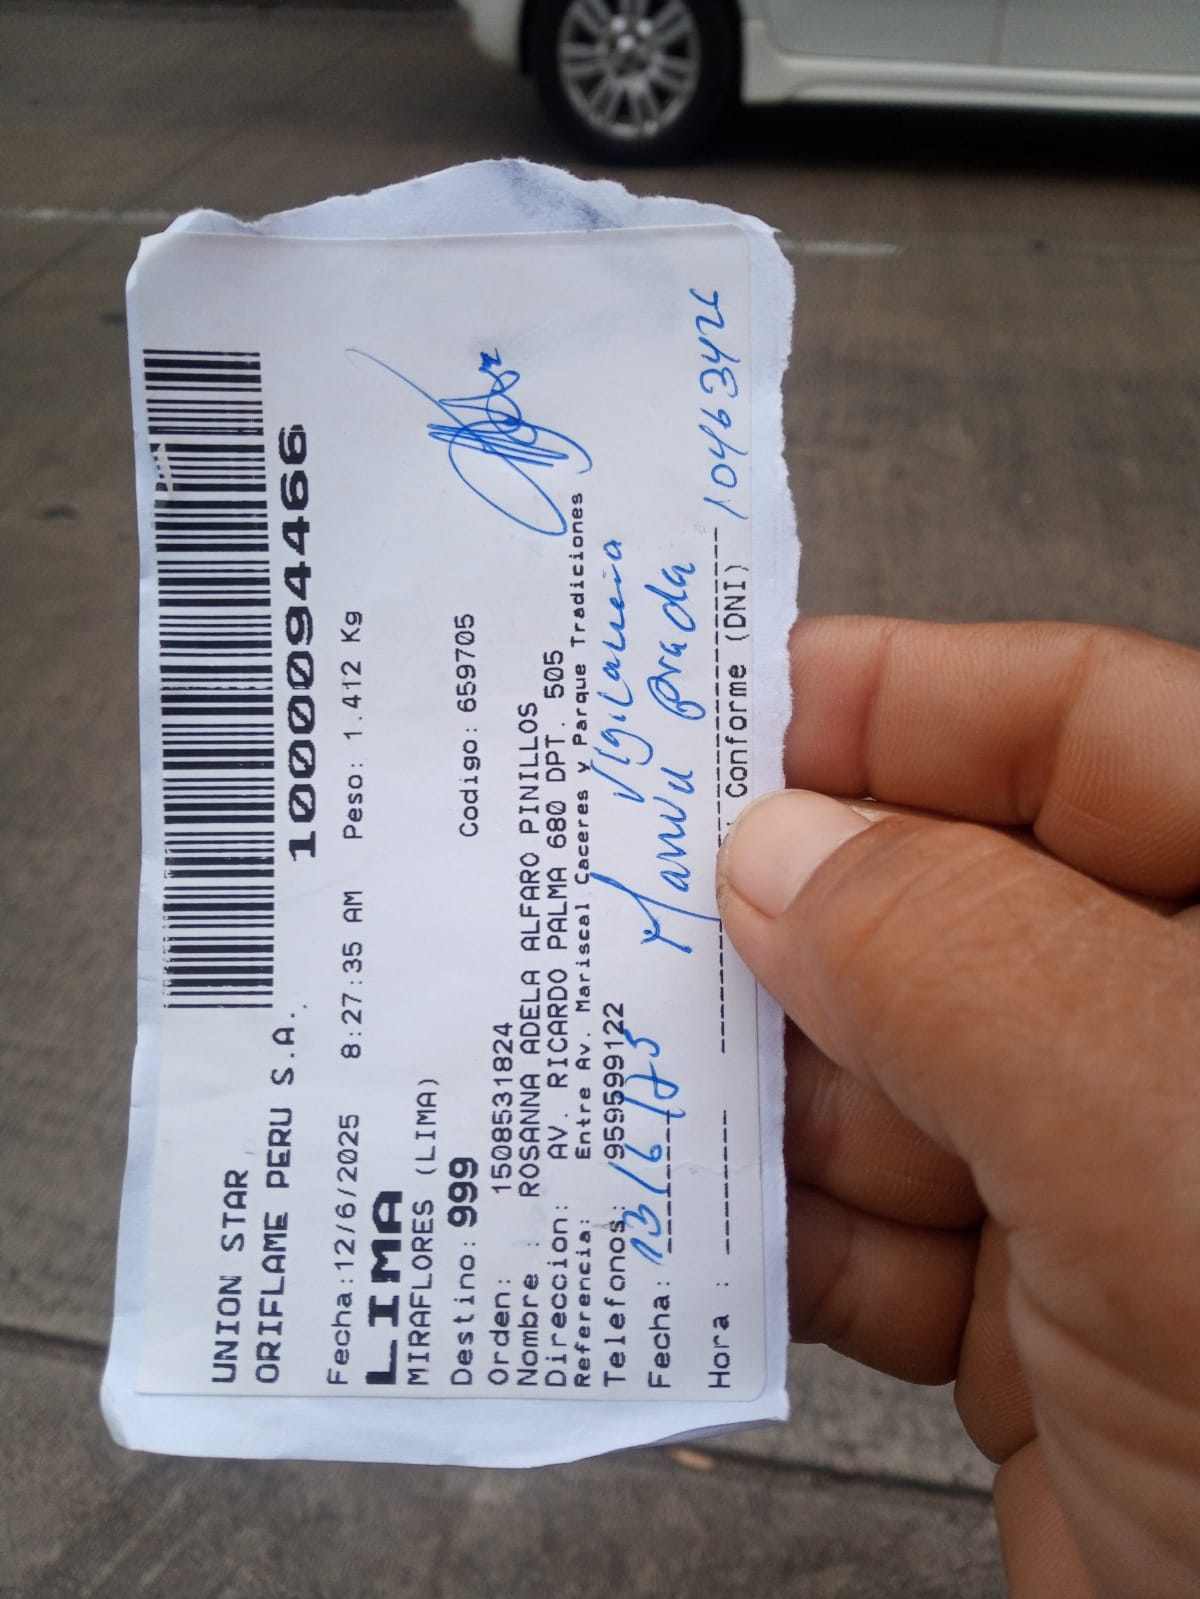 UNION STAR
ORIFLAME PERU S.A.
1000094466
Fecha:12/6/2025 8:27:35 AM Peso: 1.412 Kg
LIMA
MIRAFLORES (LIMA)
Destino: 999 Codigo: 659705
Orden: 1508531824
Nombre : ROSANNA ADELA ALFARO PINILLOS
Direccion: AV. RICARDO PALMA 680 DPT. 505
Referencia: Entre Av. Mariscal Caceres y Parque Tradiciones
Telefonos: 959599122 Vigilancia
Fecha: 13/6/25 Manuel Prada
Hora : Conforme (DNI) 10463426